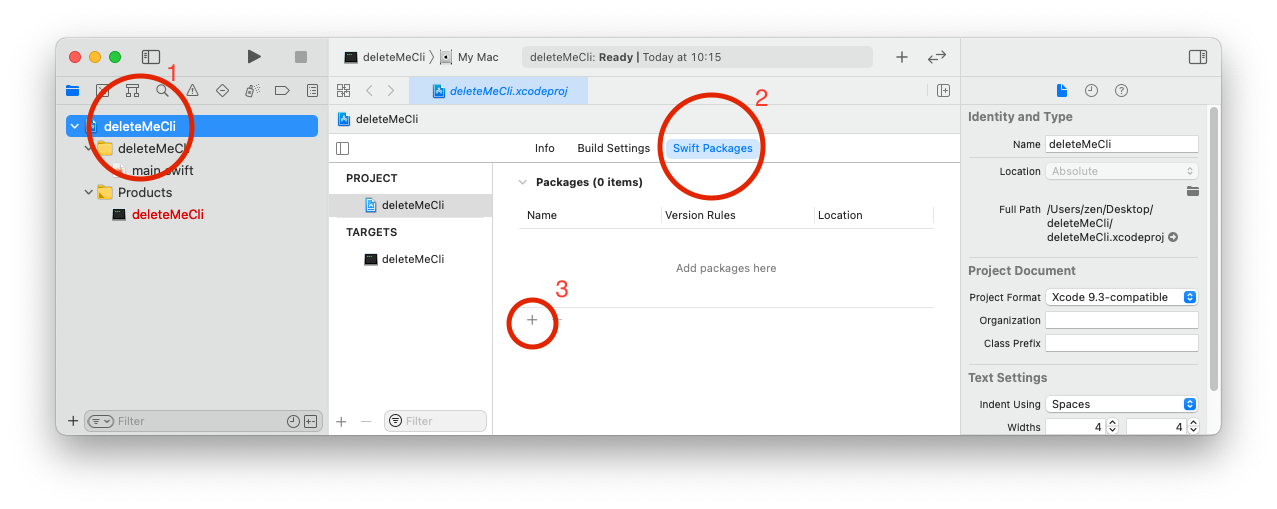 1
deleteMeCli
My Mac
deleteMeCli: Ready | Today at 10:15
deleteMeCli
deleteMeCli
main.swift
Products
deleteMeCli
Filter
deleteMeCli.xcodeproj
2
deleteMeCli
Info
Build Settings
Swift Packages
PROJECT
deleteMeCli
TARGETS
deleteMeCli
Filter
Packages (0 items)
Name
Version Rules
Location
Add packages here
3
Identity and Type
Name deleteMeCli
Location Absolute
Full Path /Users/zen/Desktop/
deleteMeCli/
deleteMeCli.xcodeproj
Project Document
Project Format Xcode 9.3-compatible
Organization
Class Prefix
Text Settings
Indent Using Spaces
Widths 4 4